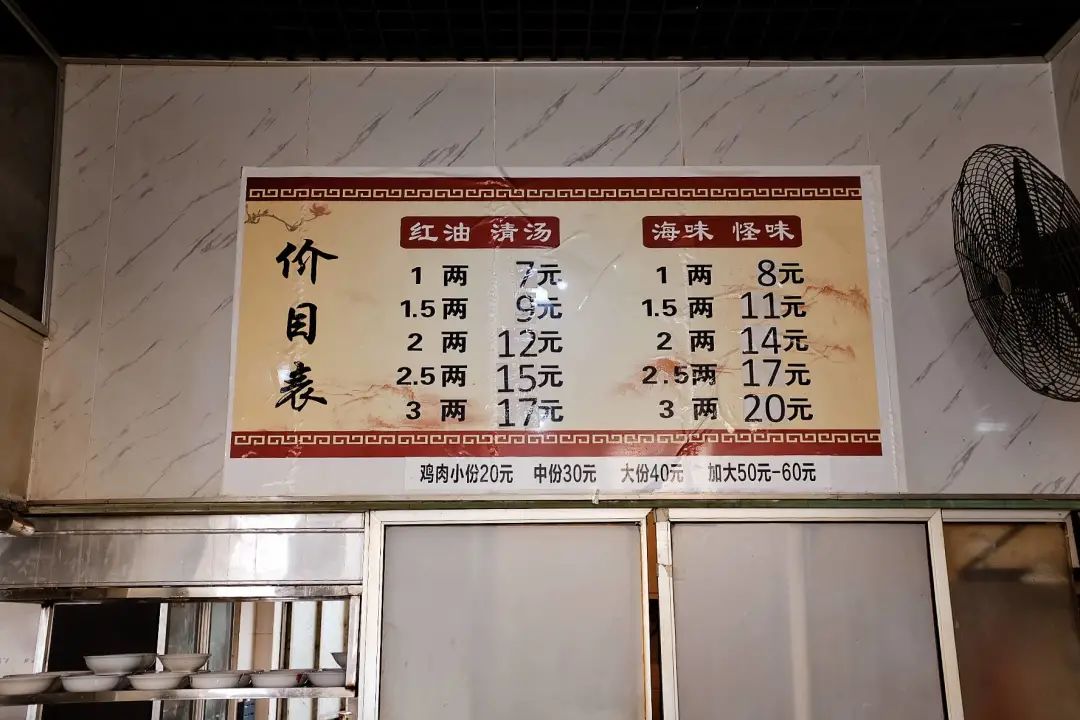 价目表
红油 清汤
1 两 7元
1.5 两 9元
2 两 12元
2.5 两 15元
3 两 17元
海味 怪味
1 两 8元
1.5 两 11元
2 两 14元
2.5两 17元
3 两 20元
鸡肉小份20元 中份30元 大份40元 加大50元-60元